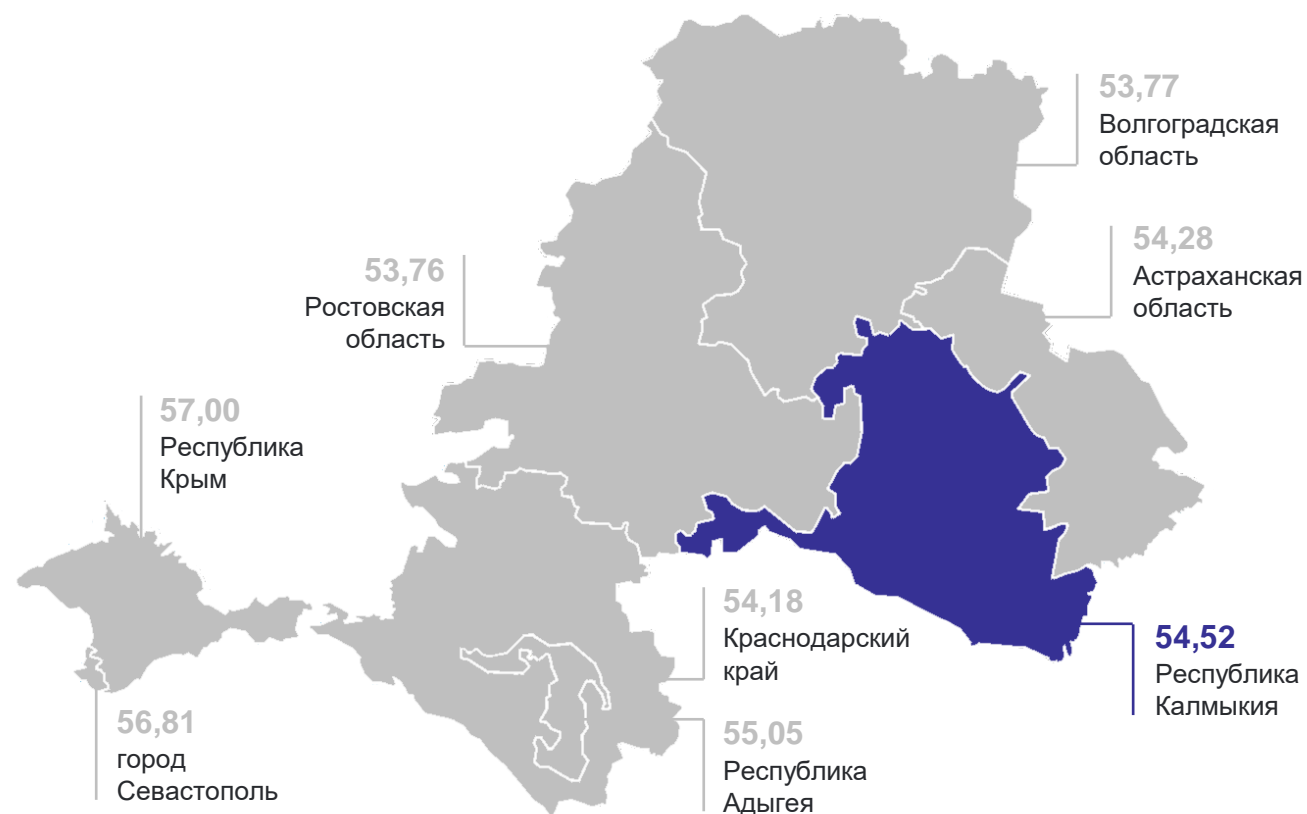 53,77
Волгоградская
область
54,28
Астраханская
область
53,76
Ростовская
область
57,00
Республика
Крым
54,18
Краснодарский
край
54,52
Республика
Калмыкия
56,81
город
Севастополь
55,05
Республика
Адыгея